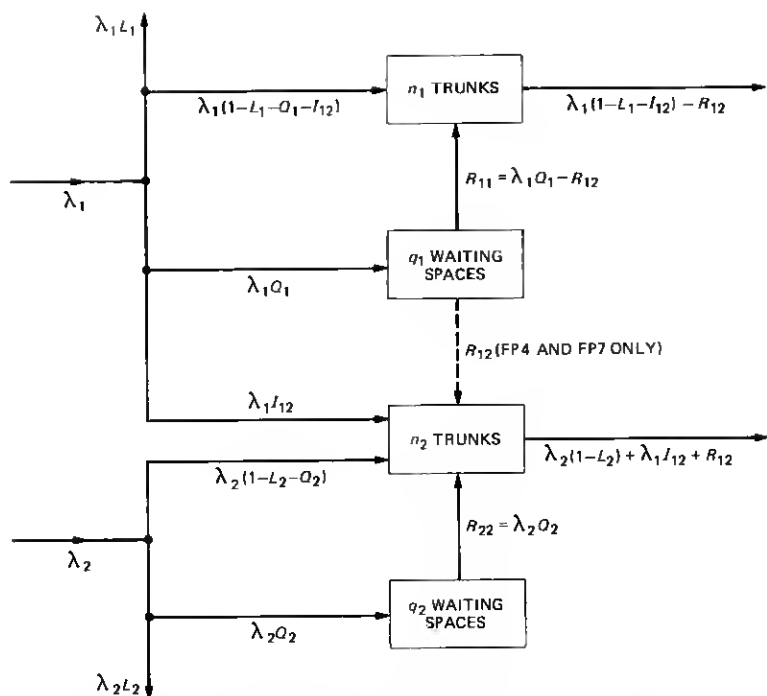 λ₁L₁
λ₁(1–L₁–Q₁–I₁₂)
n₁ TRUNKS
λ₁(1–L₁–I₁₂) – R₁₂
λ₁
R₁₁ = λ₁Q₁ – R₁₂
λ₁Q₁
q₁ WAITING
SPACES
R₁₂ (FP4 AND FP7 ONLY)
λ₁I₁₂
n₂ TRUNKS
λ₂(1–L₂–Q₂)
λ₂(1–L₂) + λ₁I₁₂ + R₁₂
λ₂
R₂₂ = λ₂Q₂
λ₂Q₂
q₂ WAITING
SPACES
λ₂L₂